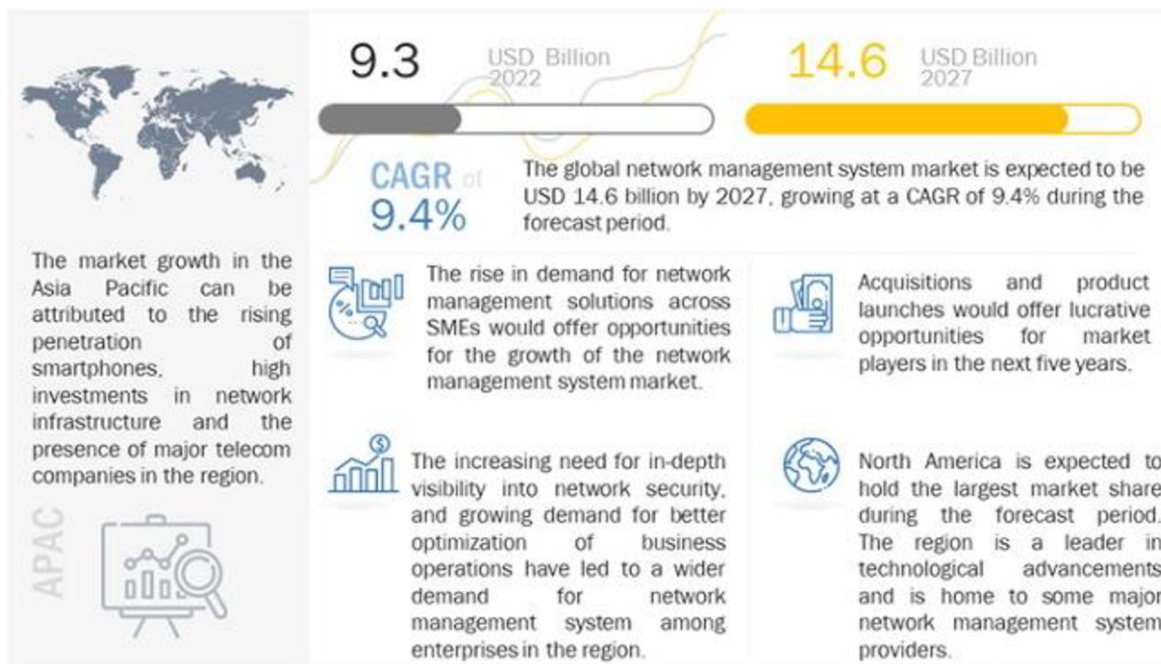 9.3
USD Billion
2022
14.6
USD Billion
2027
CAGR of
9.4%
The global network management system market is expected to be
USD 14.6 billion by 2027, growing at a CAGR of 9.4% during the
forecast period.
The market growth in the
Asia Pacific can be
attributed to the rising
penetration of
smartphones, high
investments in network
infrastructure and the
presence of major telecom
companies in the region.
APAC
The rise in demand for network
management solutions across
SMEs would offer opportunities
for the growth of the network
management system market.
Acquisitions and product
launches would offer lucrative
opportunities for market
players in the next five years.
The increasing need for in-depth
visibility into network security,
and growing demand for better
optimization of business
operations have led to a wider
demand for network
management system among
enterprises in the region.
North America is expected to
hold the largest market share
during the forecast period.
The region is a leader in
technological advancements
and is home to some major
network management system
providers.